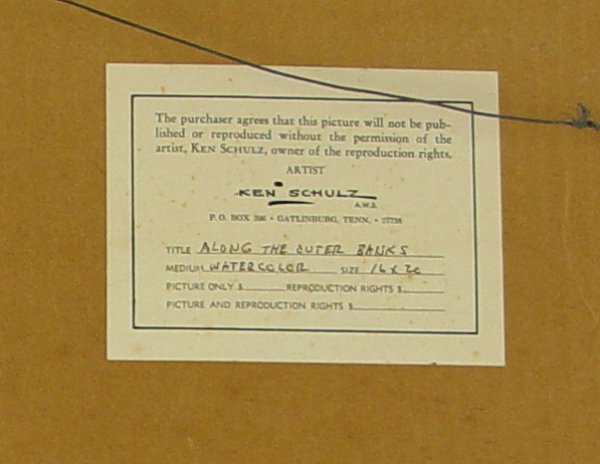 The purchaser agrees that this picture will not be pub-
lished or reproduced without the permission of the
artist, KEN SCHULZ, owner of the reproduction rights.
ARTIST
KEN SCHULZ
A.W.S.
P.O. BOX 396 • GATLINBURG, TENN. • 37738
TITLE ALONG THE OUTER BANKS
MEDIUM WATERCOLOR SIZE 16 x 20
PICTURE ONLY $ REPRODUCTION RIGHTS $
PICTURE AND REPRODUCTION RIGHTS $